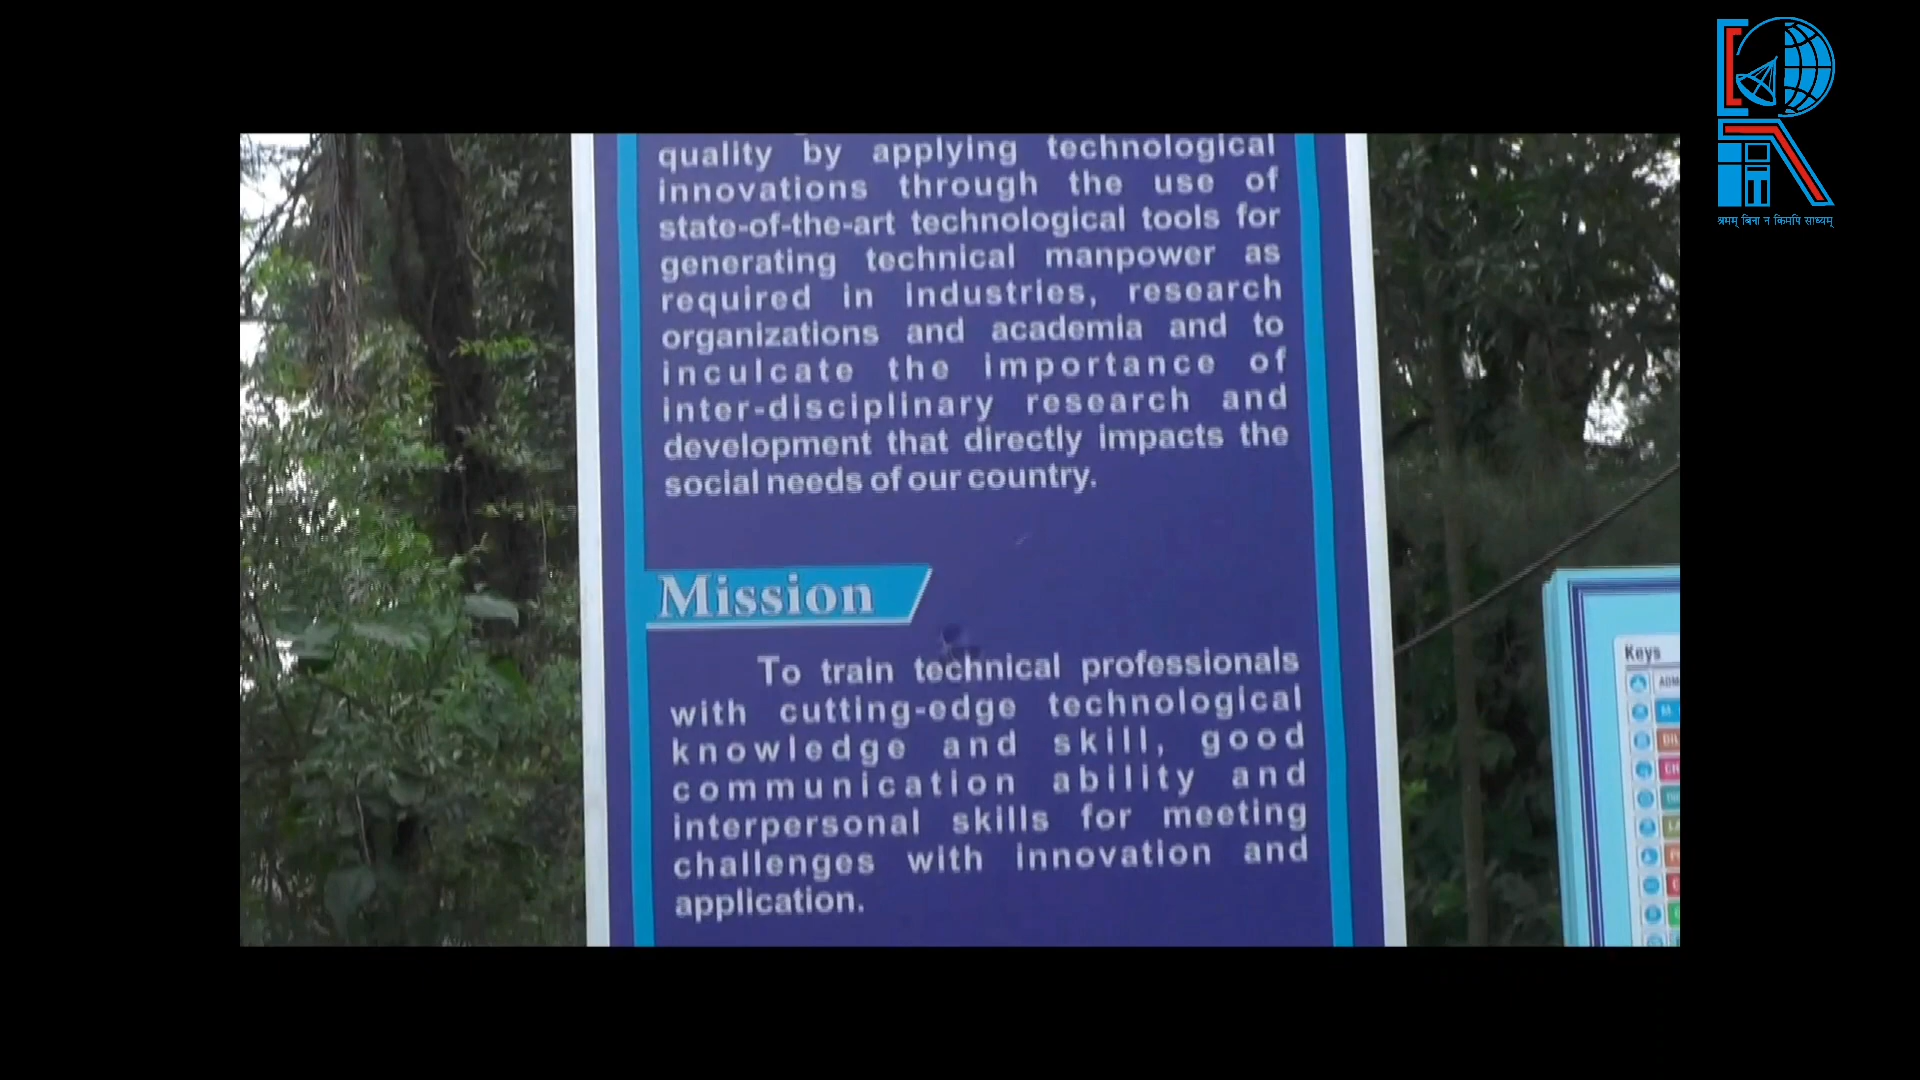 quality by applying technological
innovations through the use of
state-of-the-art technological tools for
generating technical manpower as
required in industries, research
organizations and academia and to
inculcate the importance of
inter-disciplinary research and
development that directly impacts the
social needs of our country.
Mission
To train technical professionals
with cutting-edge technological
knowledge and skill, good
communication ability and
interpersonal skills for meeting
challenges with innovation and
application.
Keys
श्रमम् बिना न किमपि साध्यम्